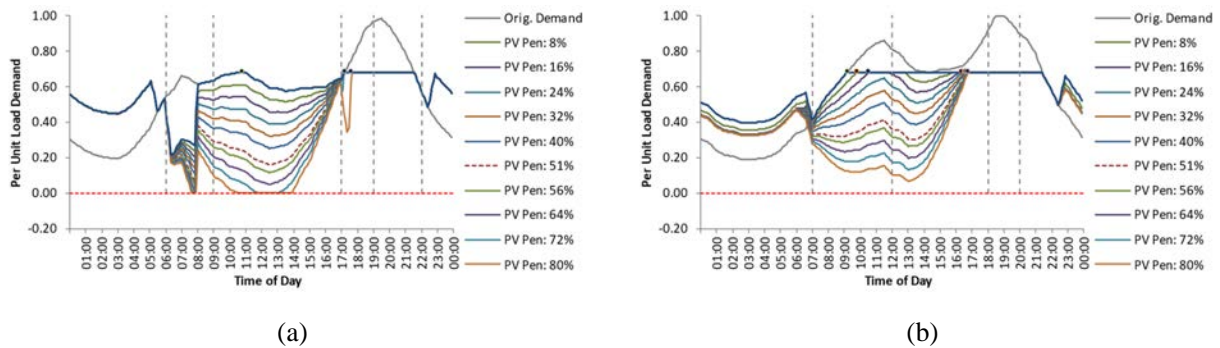 1.00
0.80
0.60
0.40
0.20
0.00
-0.20
Per Unit Load Demand
01:00
02:00
03:00
04:00
05:00
06:00
07:00
08:00
09:00
10:00
11:00
12:00
13:00
14:00
15:00
16:00
17:00
18:00
19:00
20:00
21:00
22:00
23:00
00:00
Time of Day
Orig. Demand
PV Pen: 8%
PV Pen: 16%
PV Pen: 24%
PV Pen: 32%
PV Pen: 40%
PV Pen: 51%
PV Pen: 56%
PV Pen: 64%
PV Pen: 72%
PV Pen: 80%
(a)
1.00
0.80
0.60
0.40
0.20
0.00
-0.20
Per Unit Load Demand
01:00
02:00
03:00
04:00
05:00
06:00
07:00
08:00
09:00
10:00
11:00
12:00
13:00
14:00
15:00
16:00
17:00
18:00
19:00
20:00
21:00
22:00
23:00
00:00
Time of Day
Orig. Demand
PV Pen: 8%
PV Pen: 16%
PV Pen: 24%
PV Pen: 32%
PV Pen: 40%
PV Pen: 51%
PV Pen: 56%
PV Pen: 64%
PV Pen: 72%
PV Pen: 80%
(b)